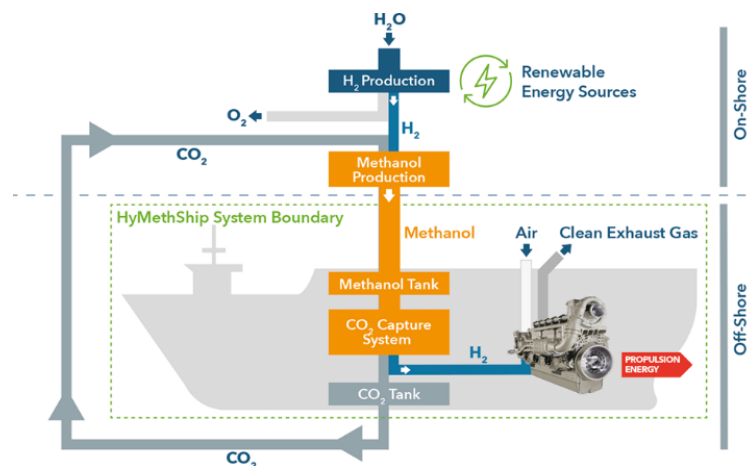 H₂O
H₂ Production
Renewable
Energy Sources
O₂
H₂
CO₂
Methanol
Production
On-Shore
HyMethShip System Boundary
Methanol
Air
Clean Exhaust Gas
Methanol Tank
CO₂ Capture
System
H₂
PROPULSION
ENERGY
CO₂ Tank
CO₂
Off-Shore